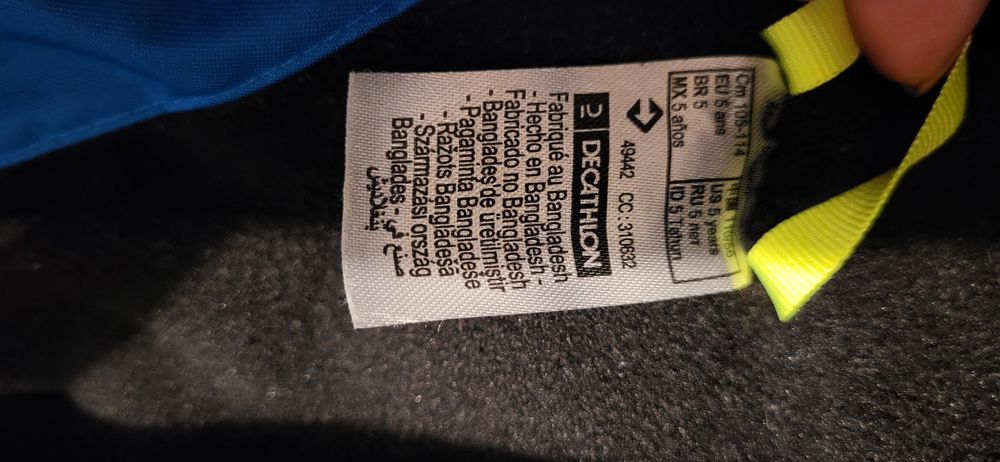 Cm 105-114
EU 5 ans
US 5 years
BR 5
RU 5 лет
MX 5 años
ID 5 tahun
49442 CC: 310632
DECATHLON
Fabriqué au Bangladesh
- Hecho en Bangladesh -
Fabricado no Bangladesh
- Bangladeş'de üretilmiştir
- Pagaminta Bangladeše
- Ražots Bangladešā
- Származási ország
Banglades - صنع في
بنغلاديش